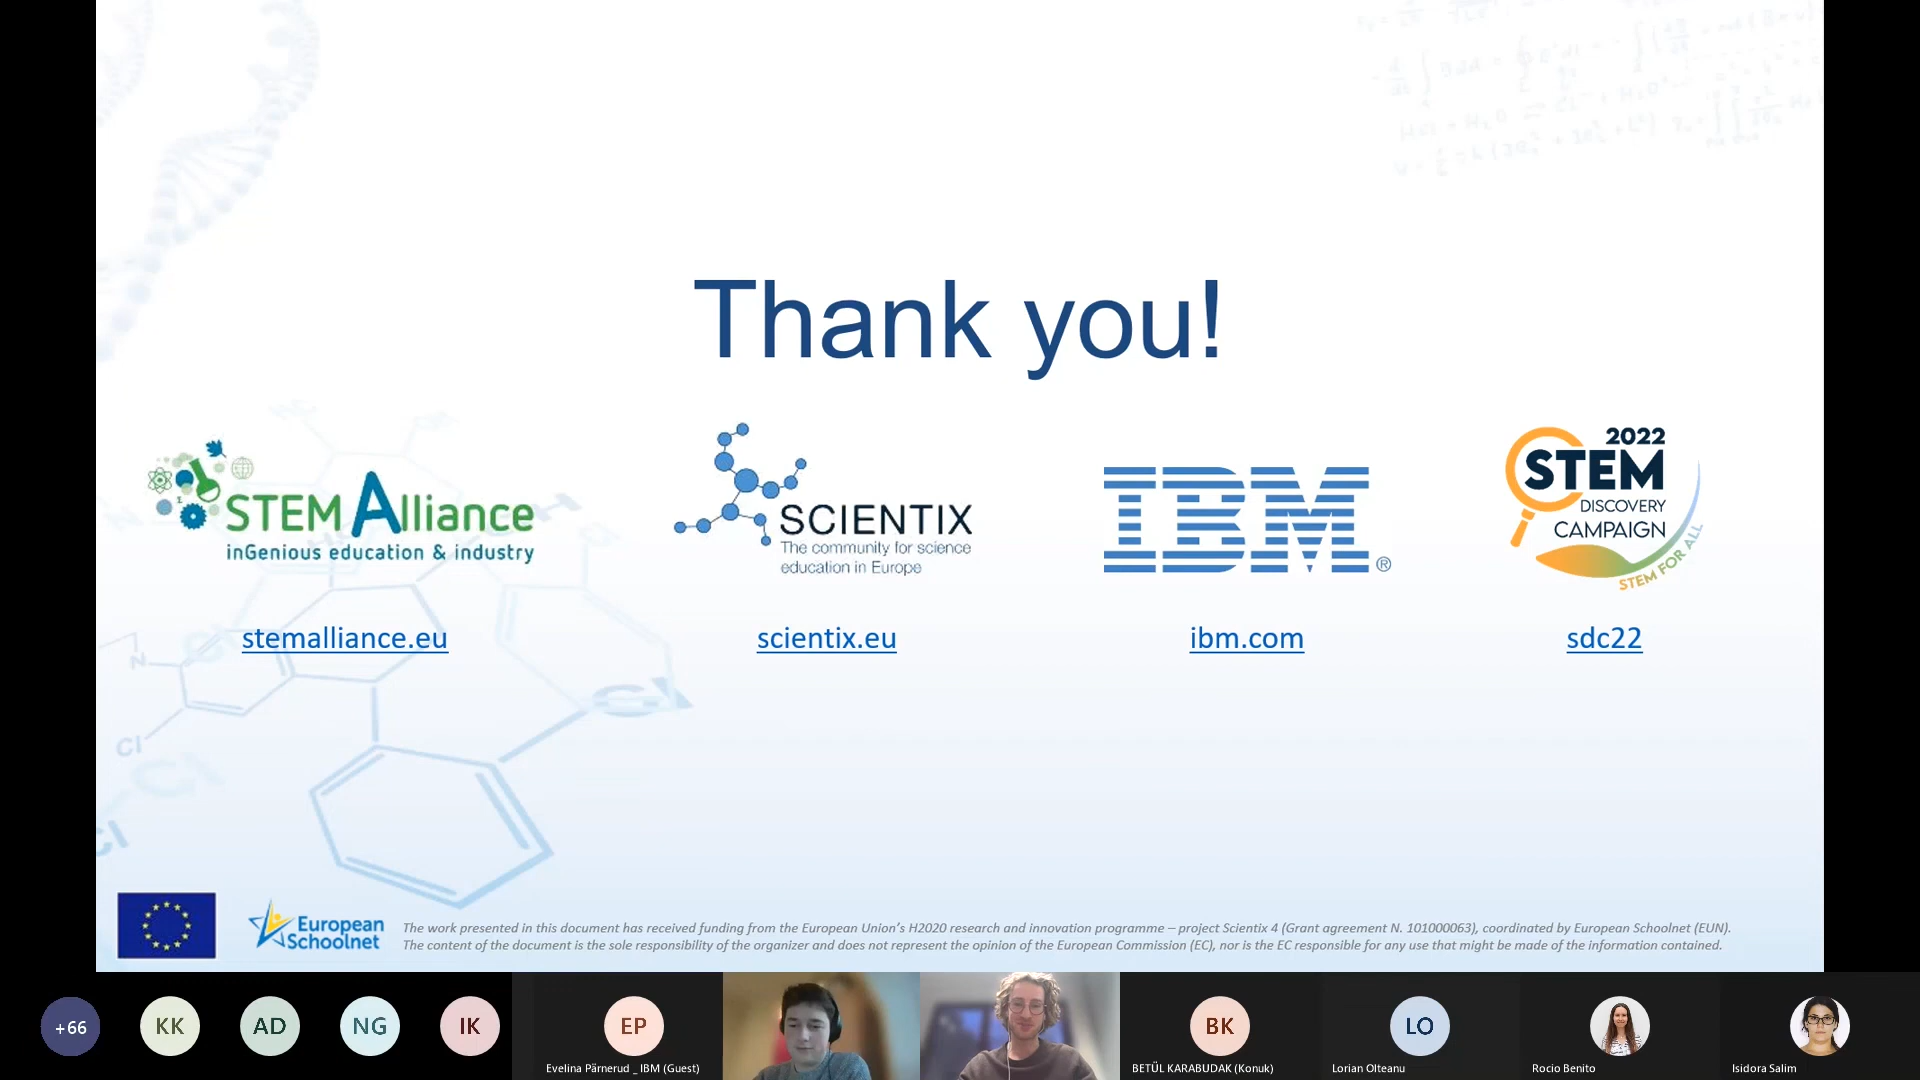 Thank you!
STEM Alliance
inGenious education & industry
SCIENTIX
The community for science
education in Europe
IBM®
2022
STEM
DISCOVERY
CAMPAIGN
STEM FOR ALL
stemalliance.eu
scientix.eu
ibm.com
sdc22
N
Cl
Cl
European
Schoolnet
The work presented in this document has received funding from the European Union's H2020 research and innovation programme – project Scientix 4 (Grant agreement N. 101000063), coordinated by European Schoolnet (EUN).
The content of the document is the sole responsibility of the organizer and does not represent the opinion of the European Commission (EC), nor is the EC responsible for any use that might be made of the information contained.
+66
KK
AD
NG
IK
EP
BK
LO
Evelina Pärnerud _ IBM (Guest)
BETÜL KARABUDAK (Konuk)
Lorian Olteanu
Rocio Benito
Isidora Salim